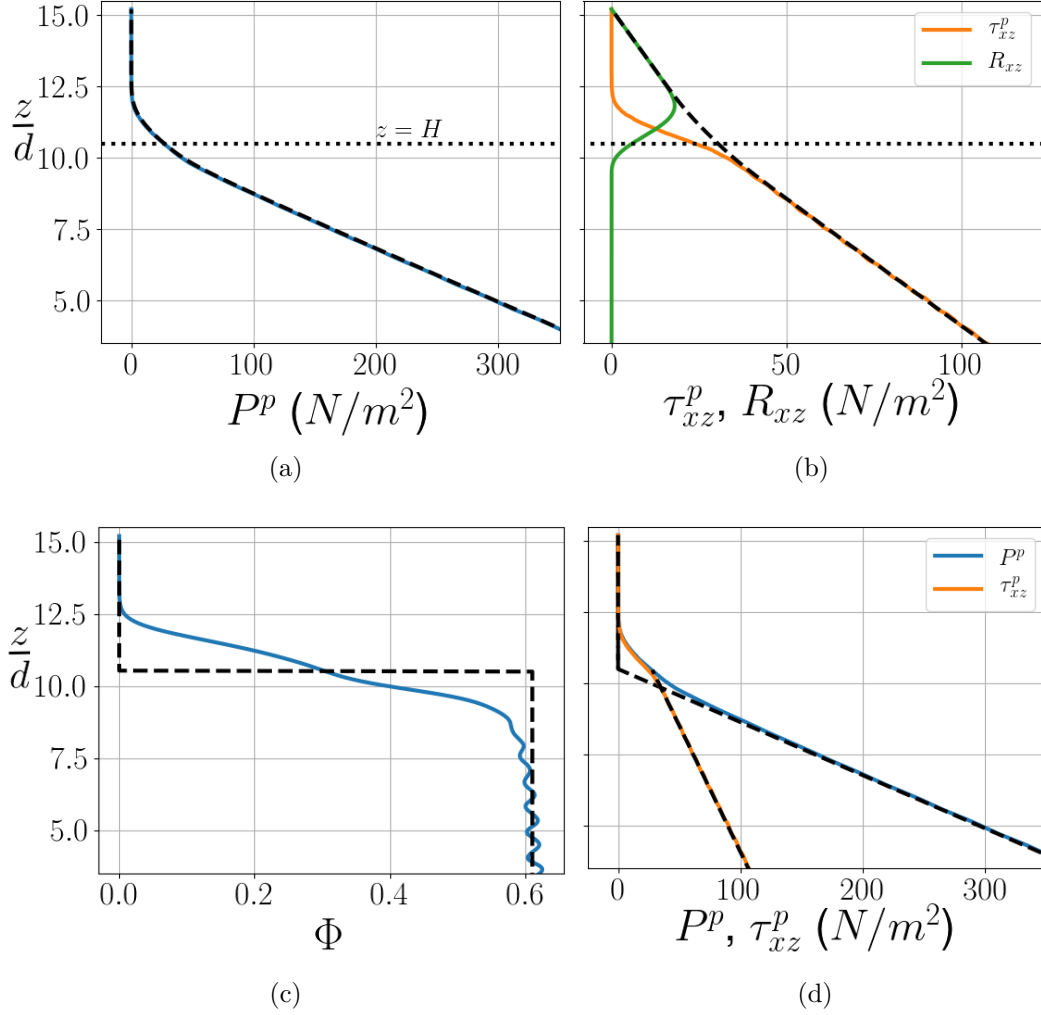 15.0
12.5
10.0
7.5
5.0
z/d
z = H
0 100 200 300
P^p (N/m^2)
(a)
τ^p_xz
R_xz
0 50 100
τ^p_xz, R_xz (N/m^2)
(b)
15.0
12.5
10.0
7.5
5.0
z/d
0.0 0.2 0.4 0.6
Φ
(c)
P^p
τ^p_xz
0 100 200 300
P^p, τ^p_xz (N/m^2)
(d)